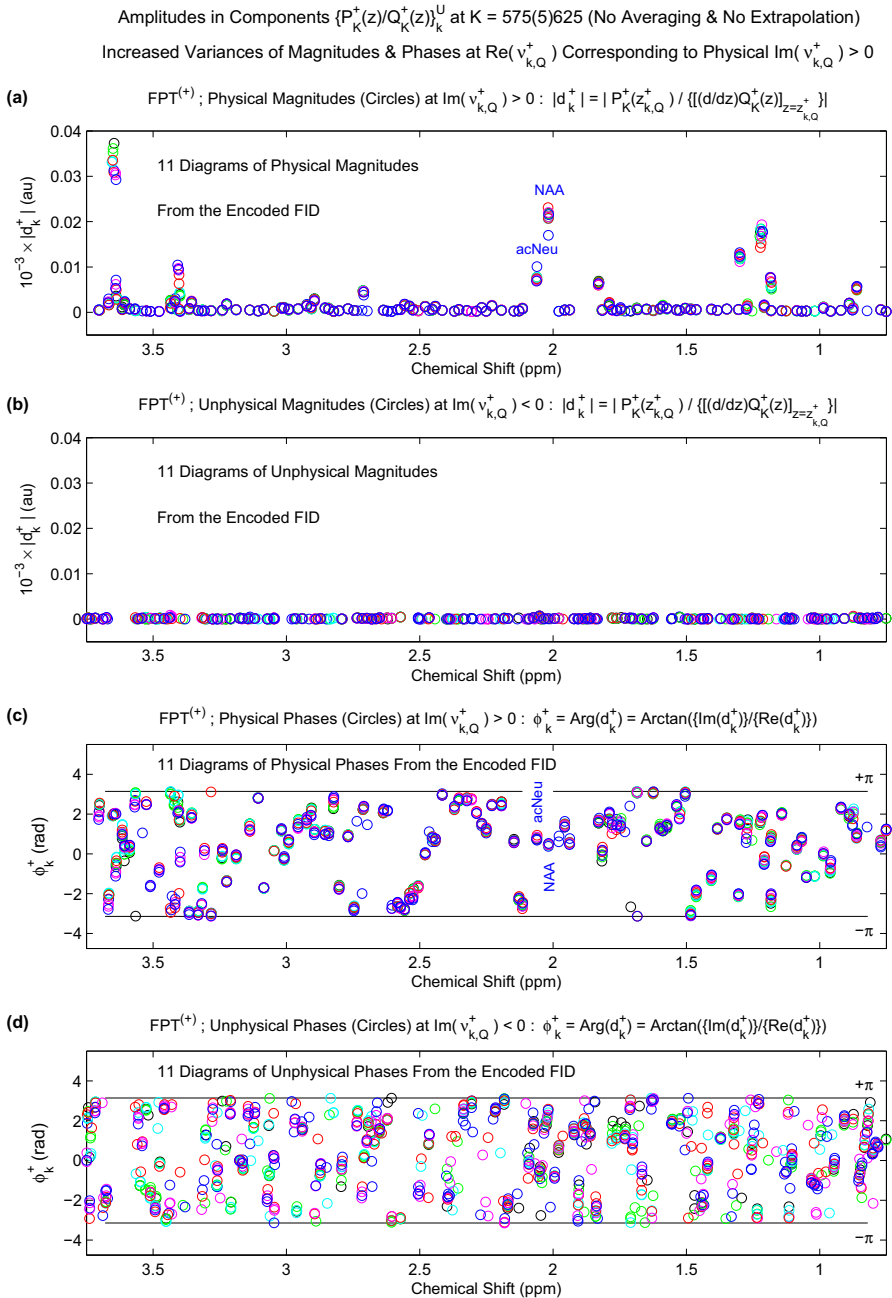 Amplitudes in Components {P_K^+(z)/Q_K^+(z)}_k^U at K = 575(5)625 (No Averaging & No Extrapolation)
Increased Variances of Magnitudes & Phases at Re(ν_{k,Q}^+) Corresponding to Physical Im(ν_{k,Q}^+) > 0
(a)
FPT^(+) ; Physical Magnitudes (Circles) at Im(ν_{k,Q}^+) > 0 : |d_k^+| = | P_K^+(z_{k,Q}^+) / {[(d/dz)Q_K^+(z)]_{z=z_{k,Q}^+} }|
0.04
0.03
0.02
0.01
0
10^{-3} × |d_k^+| (au)
11 Diagrams of Physical Magnitudes
From the Encoded FID
NAA
acNeu
3.5 3 2.5 2 1.5 1
Chemical Shift (ppm)
(b)
FPT^(+) ; Unphysical Magnitudes (Circles) at Im(ν_{k,Q}^+) < 0 : |d_k^+| = | P_K^+(z_{k,Q}^+) / {[(d/dz)Q_K^+(z)]_{z=z_{k,Q}^+} }|
0.04
0.03
0.02
0.01
0
10^{-3} × |d_k^+| (au)
11 Diagrams of Unphysical Magnitudes
From the Encoded FID
3.5 3 2.5 2 1.5 1
Chemical Shift (ppm)
(c)
FPT^(+) ; Physical Phases (Circles) at Im(ν_{k,Q}^+) > 0 : ϕ_k^+ = Arg(d_k^+) = Arctan({Im(d_k^+)}/{Re(d_k^+)})
4
2
0
−2
−4
ϕ_k^+ (rad)
11 Diagrams of Physical Phases From the Encoded FID
+π
acNeu
NAA
−π
3.5 3 2.5 2 1.5 1
Chemical Shift (ppm)
(d)
FPT^(+) ; Unphysical Phases (Circles) at Im(ν_{k,Q}^+) < 0 : ϕ_k^+ = Arg(d_k^+) = Arctan({Im(d_k^+)}/{Re(d_k^+)})
4
2
0
−2
−4
ϕ_k^+ (rad)
11 Diagrams of Unphysical Phases From the Encoded FID
+π
−π
3.5 3 2.5 2 1.5 1
Chemical Shift (ppm)